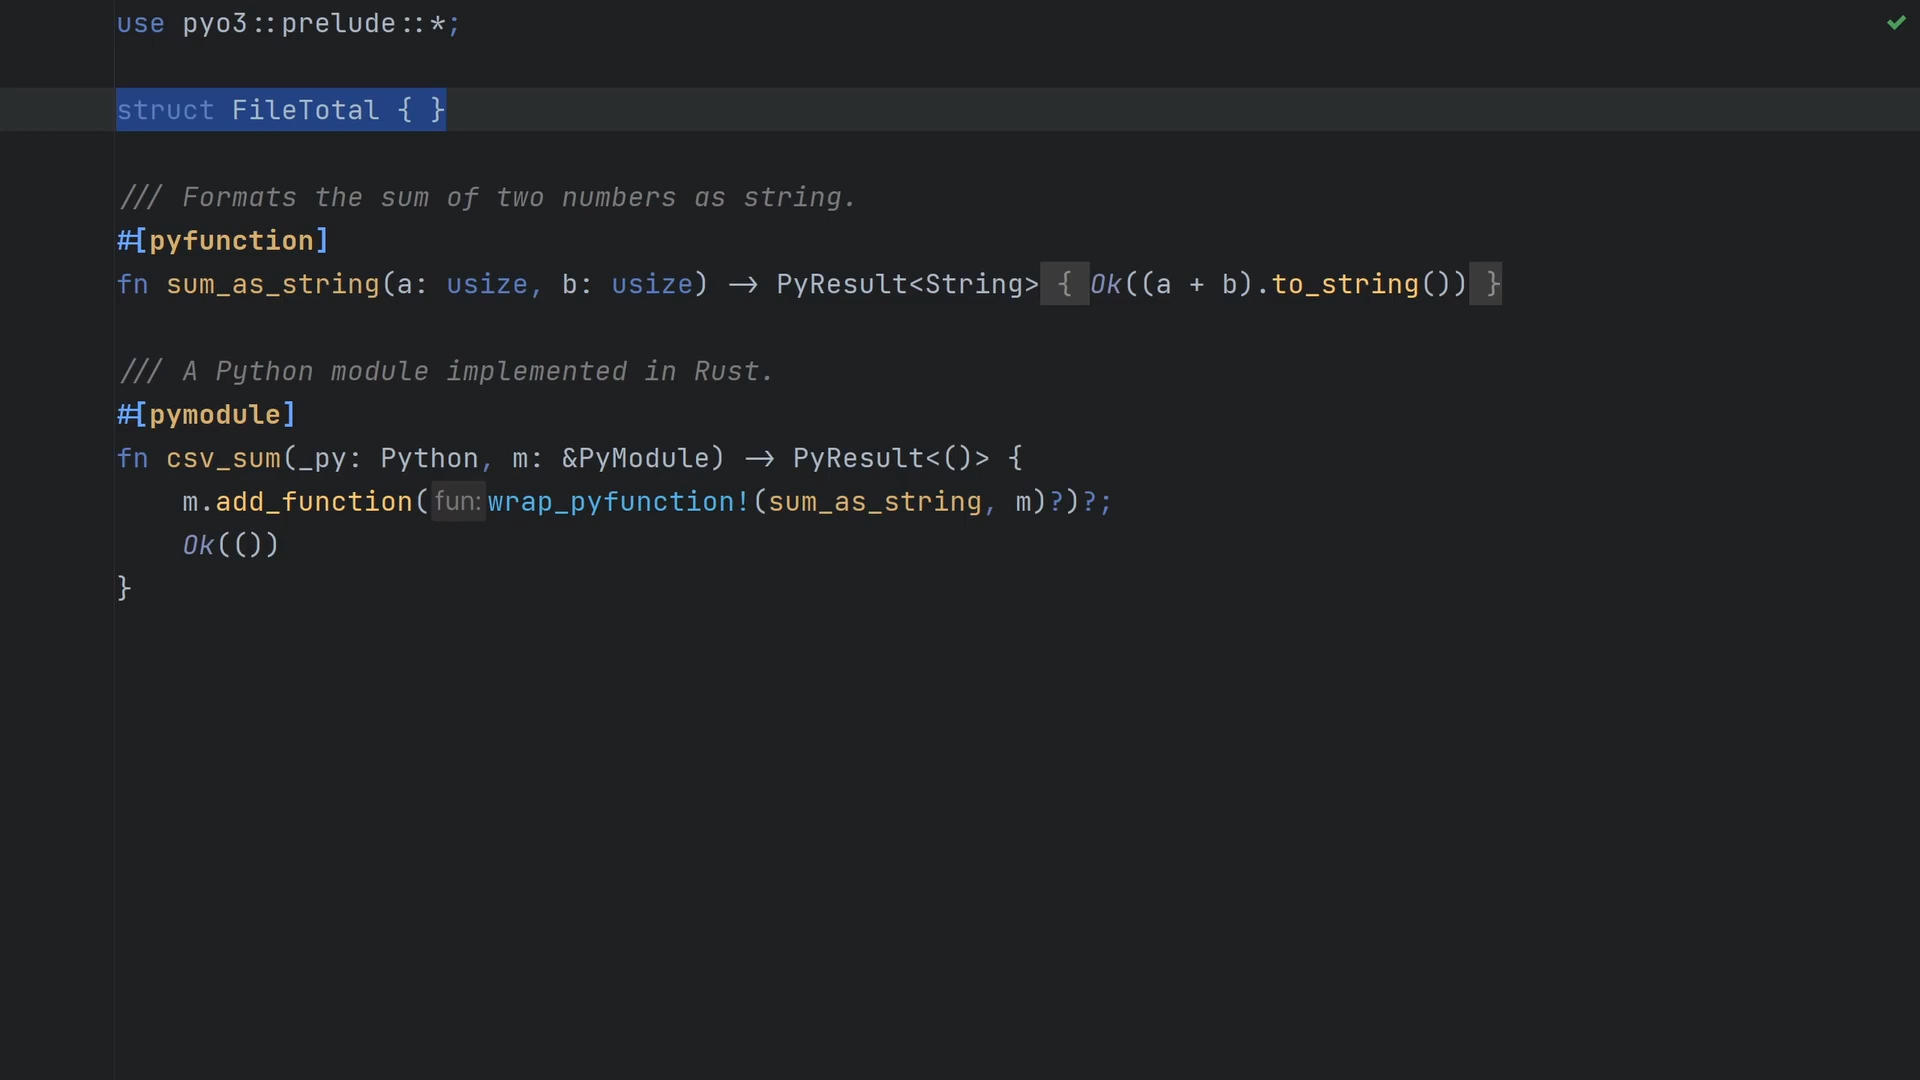 use pyo3::prelude::*;
struct FileTotal { }
/// Formats the sum of two numbers as string.
#[pyfunction]
fn sum_as_string(a: usize, b: usize) -> PyResult<String> { Ok((a + b).to_string()) }
/// A Python module implemented in Rust.
#[pymodule]
fn csv_sum(_py: Python, m: &PyModule) -> PyResult<()> {
    m.add_function(fun: wrap_pyfunction!(sum_as_string, m)?)?;
    Ok(())
}